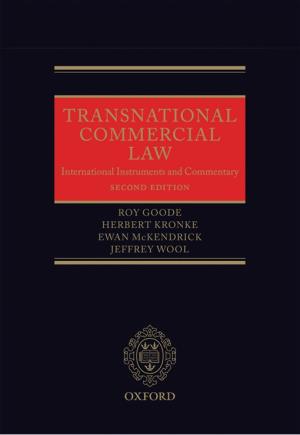 TRANSNATIONAL
COMMERCIAL
LAW
International Instruments and Commentary
SECOND EDITION
ROY GOODE
HERBERT KRONKE
EWAN McKENDRICK
JEFFREY WOOL
OXFORD